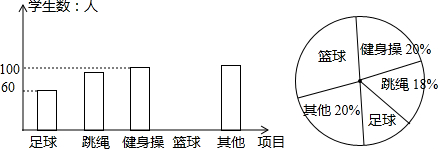 学生数：人
100
60
足球 跳绳 健身操 篮球 其他 项目
篮球
健身操 20%
跳绳 18%
其他 20%
足球